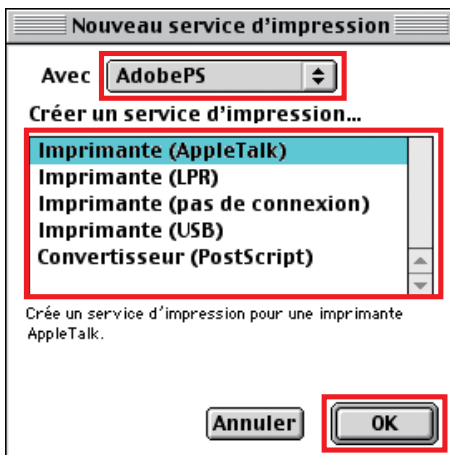 Nouveau service d'impression
Avec AdobePS
Créer un service d'impression...
Imprimante (AppleTalk)
Imprimante (LPR)
Imprimante (pas de connexion)
Imprimante (USB)
Convertisseur (PostScript)
Crée un service d'impression pour une imprimante
AppleTalk.
Annuler OK